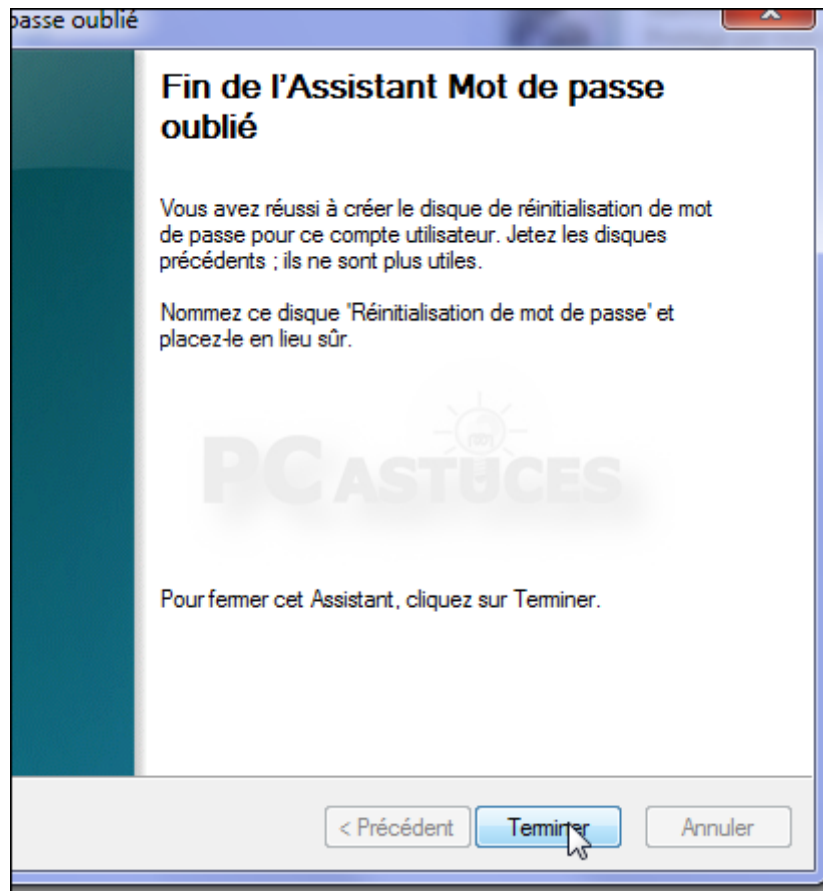 passe oublié
Fin de l'Assistant Mot de passe
oublié
Vous avez réussi à créer le disque de réinitialisation de mot
de passe pour ce compte utilisateur. Jetez les disques
précédents ; ils ne sont plus utiles.
Nommez ce disque "Réinitialisation de mot de passe" et
placez-le en lieu sûr.
PC ASTUCES
Pour fermer cet Assistant, cliquez sur Terminer.
< Précédent
Terminer
Annuler